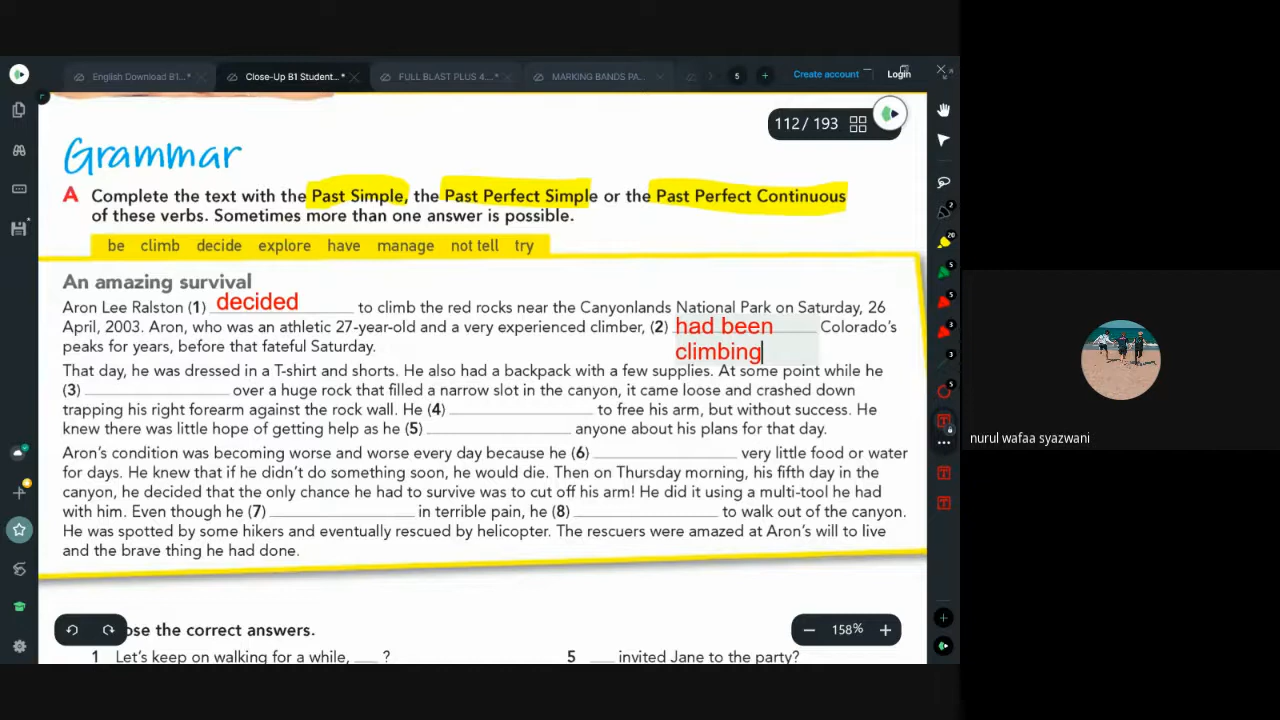 English Download B1...*
Close-Up B1 Student...*
FULL BLAST PLUS 4....*
MARKING BANDS PA...
5
Create account
Login
112 / 193
Grammar
A Complete the text with the Past Simple, the Past Perfect Simple or the Past Perfect Continuous
of these verbs. Sometimes more than one answer is possible.
be climb decide explore have manage not tell try
An amazing survival
Aron Lee Ralston (1) decided to climb the red rocks near the Canyonlands National Park on Saturday, 26
April, 2003. Aron, who was an athletic 27-year-old and a very experienced climber, (2) had been Colorado's
climbing
peaks for years, before that fateful Saturday.
That day, he was dressed in a T-shirt and shorts. He also had a backpack with a few supplies. At some point while he
(3) ____ over a huge rock that filled a narrow slot in the canyon, it came loose and crashed down
trapping his right forearm against the rock wall. He (4) ____ to free his arm, but without success. He
knew there was little hope of getting help as he (5) ____ anyone about his plans for that day.
Aron's condition was becoming worse and worse every day because he (6) ____ very little food or water
for days. He knew that if he didn't do something soon, he would die. Then on Thursday morning, his fifth day in the
canyon, he decided that the only chance he had to survive was to cut off his arm! He did it using a multi-tool he had
with him. Even though he (7) ____ in terrible pain, he (8) ____ to walk out of the canyon.
He was spotted by some hikers and eventually rescued by helicopter. The rescuers were amazed at Aron's will to live
and the brave thing he had done.
ose the correct answers.
158%
1 Let's keep on walking for a while, ___ ?
5 ___ invited Jane to the party?
nurul wafaa syazwani